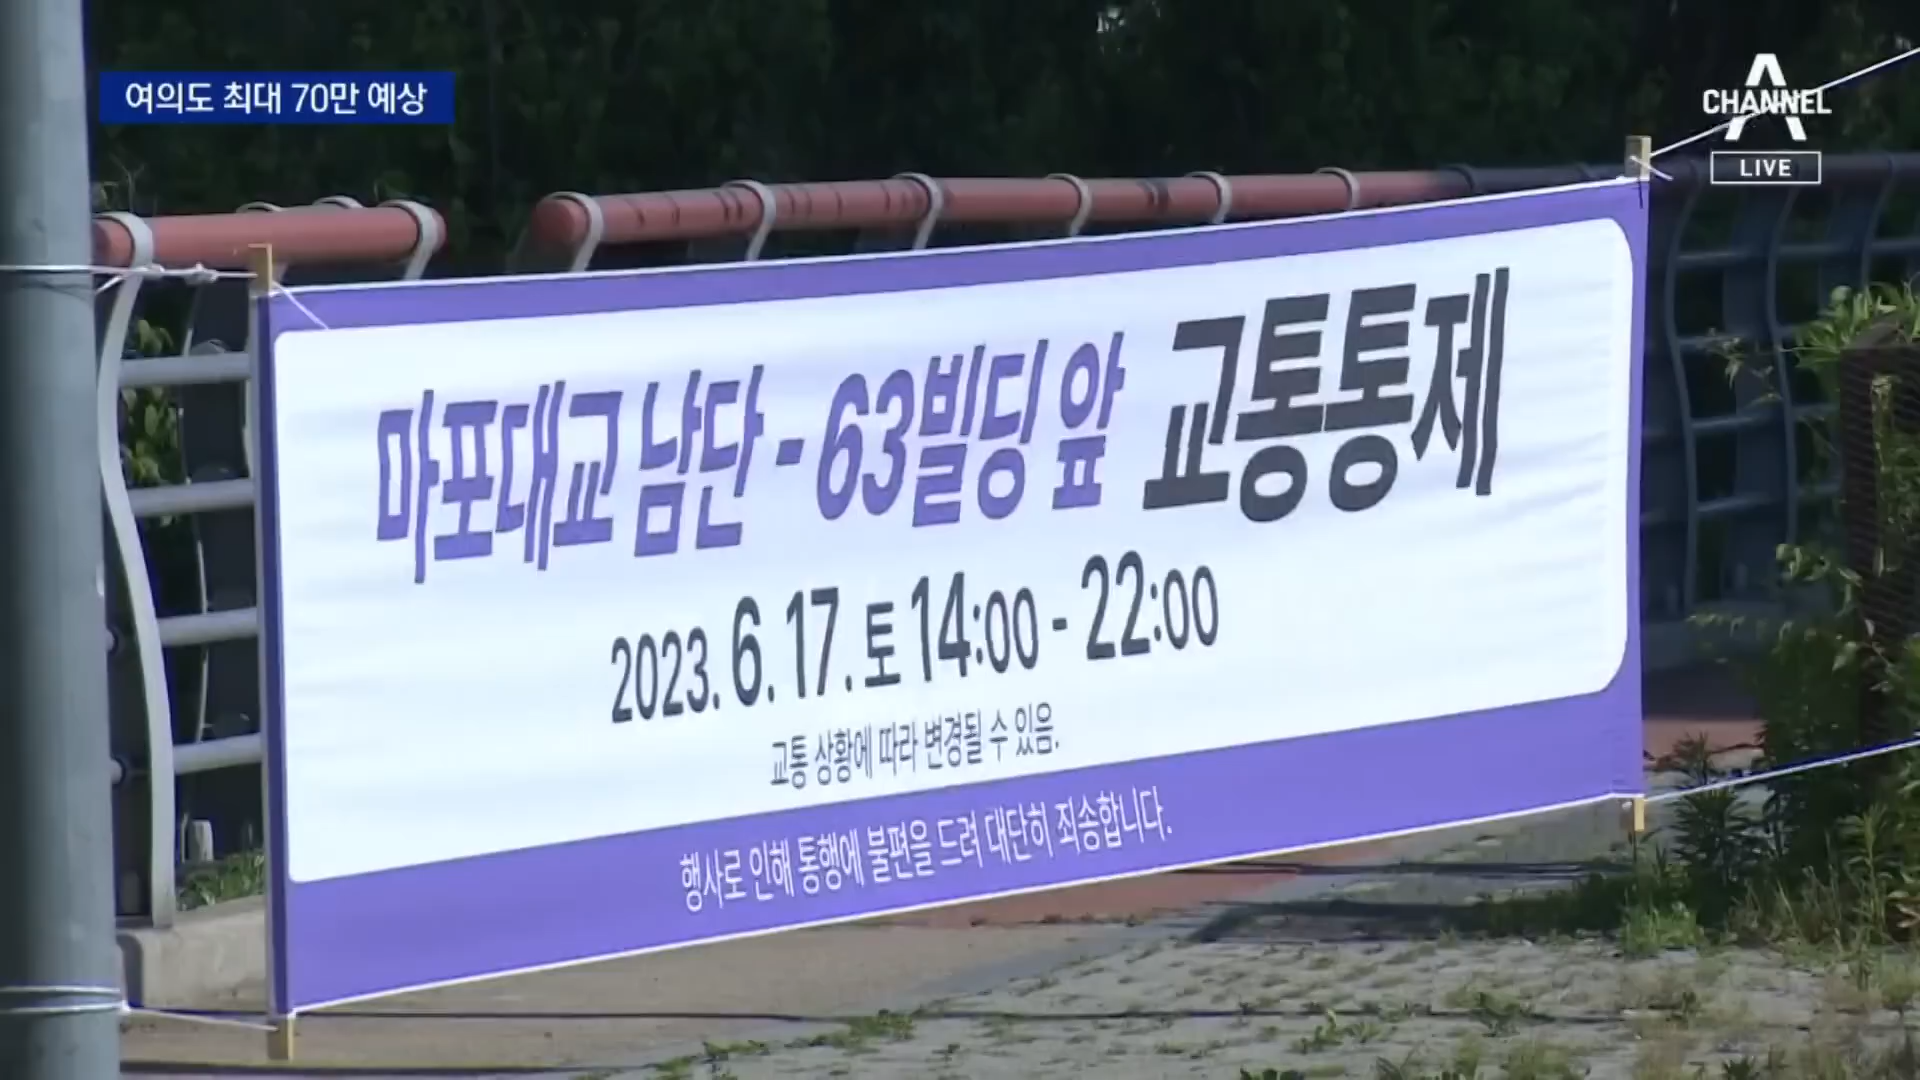 여의도 최대 70만 예상
CHANNEL A
LIVE
마포대교 남단 - 63빌딩 앞 교통통제
2023. 6. 17. 토 14:00 - 22:00
교통 상황에 따라 변경될 수 있음.
행사로 인해 통행에 불편을 드려 대단히 죄송합니다.